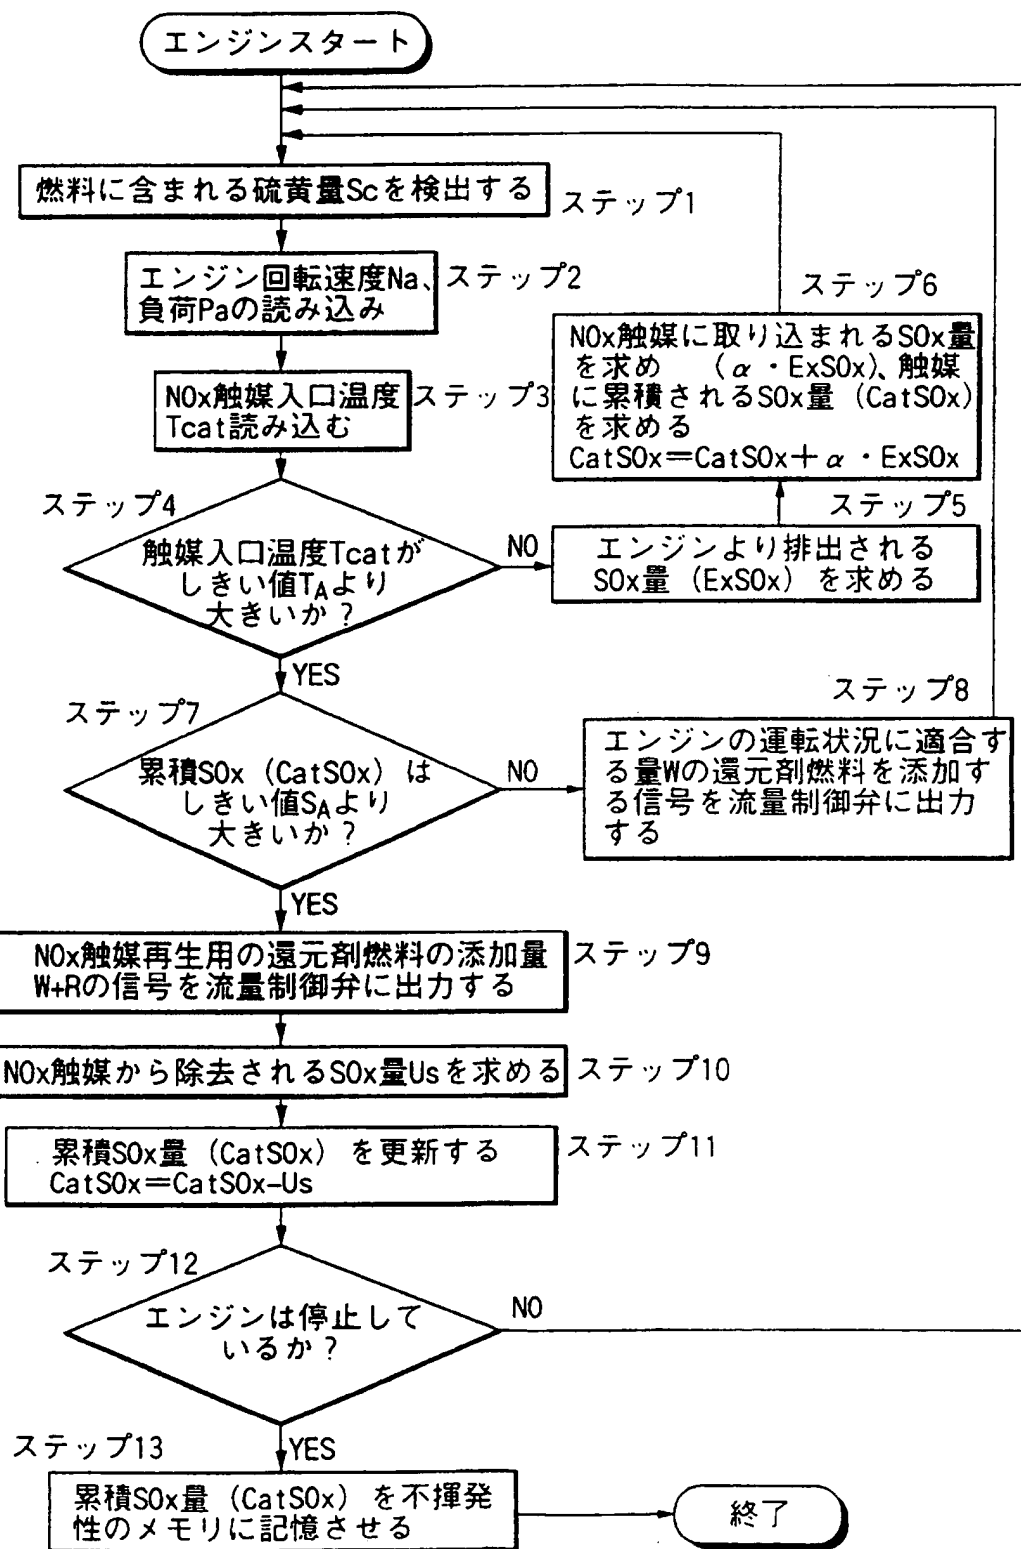 エンジンスタート
燃料に含まれる硫黄量Scを検出する
ステップ1
エンジン回転速度Na、
負荷Paの読み込み
ステップ2
NOx触媒入口温度
Tcat読み込む
ステップ3
ステップ4
触媒入口温度Tcatが
しきい値TAより
大きいか？
NO
YES
ステップ5
エンジンより排出される
SOx量（ExSOx）を求める
ステップ6
NOx触媒に取り込まれるSOx量
を求め　（α・ExSOx）、触媒
に累積されるSOx量（CatSOx）
を求める
CatSOx＝CatSOx＋α・ExSOx
ステップ7
累積SOx（CatSOx）は
しきい値SAより
大きいか？
NO
YES
ステップ8
エンジンの運転状況に適合す
る量Wの還元剤燃料を添加す
る信号を流量制御弁に出力
する
NOx触媒再生用の還元剤燃料の添加量
W+Rの信号を流量制御弁に出力する
ステップ9
NOx触媒から除去されるSOx量Usを求める
ステップ10
累積SOx量（CatSOx）を更新する
CatSOx＝CatSOx−Us
ステップ11
ステップ12
エンジンは停止して
いるか？
NO
YES
ステップ13
累積SOx量（CatSOx）を不揮発
性のメモリに記憶させる
終了